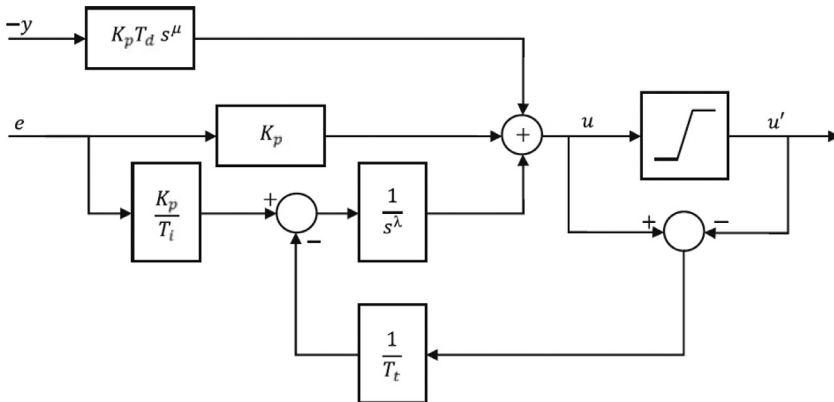 −y
K_p T_d s^μ
e
K_p
+
u
u′
K_p
T_i
+
−
1
s^λ
+
−
1
T_t